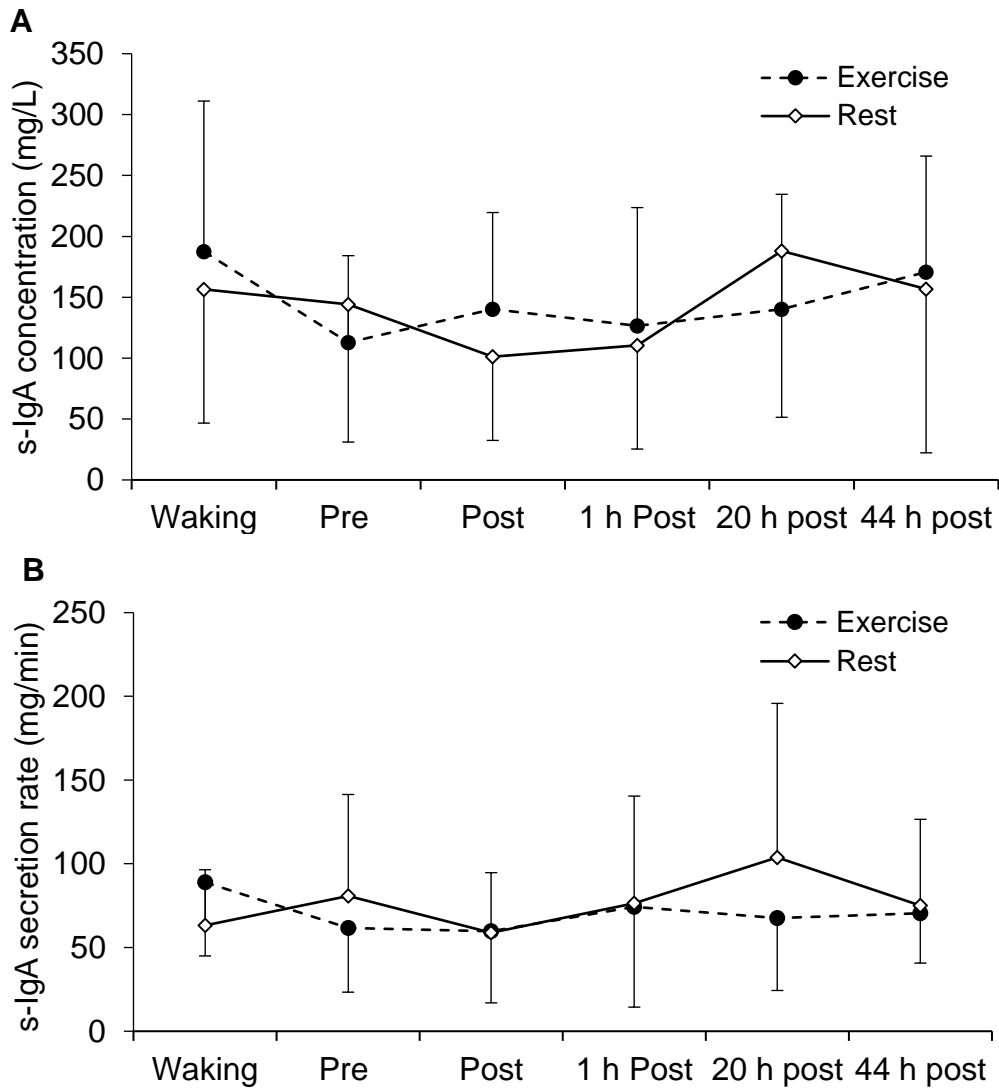 A
s-IgA concentration (mg/L)
350
300
250
200
150
100
50
0
Exercise
Rest
Waking Pre Post 1 h Post 20 h post 44 h post
B
s-IgA secretion rate (mg/min)
250
200
150
100
50
0
Exercise
Rest
Waking Pre Post 1 h Post 20 h post 44 h post